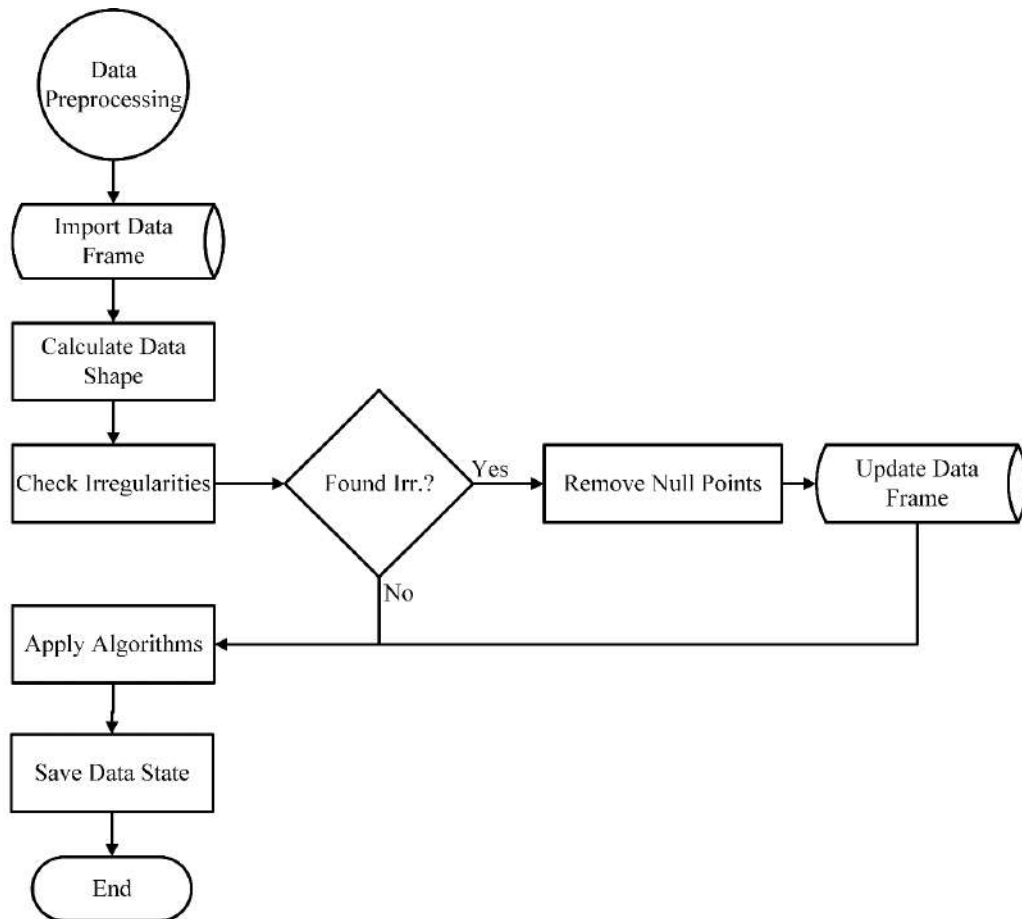 Data
Preprocessing
Import Data
Frame
Calculate Data
Shape
Check Irregularities
Found Irr.?
Yes
Remove Null Points
Update Data
Frame
No
Apply Algorithms
Save Data State
End